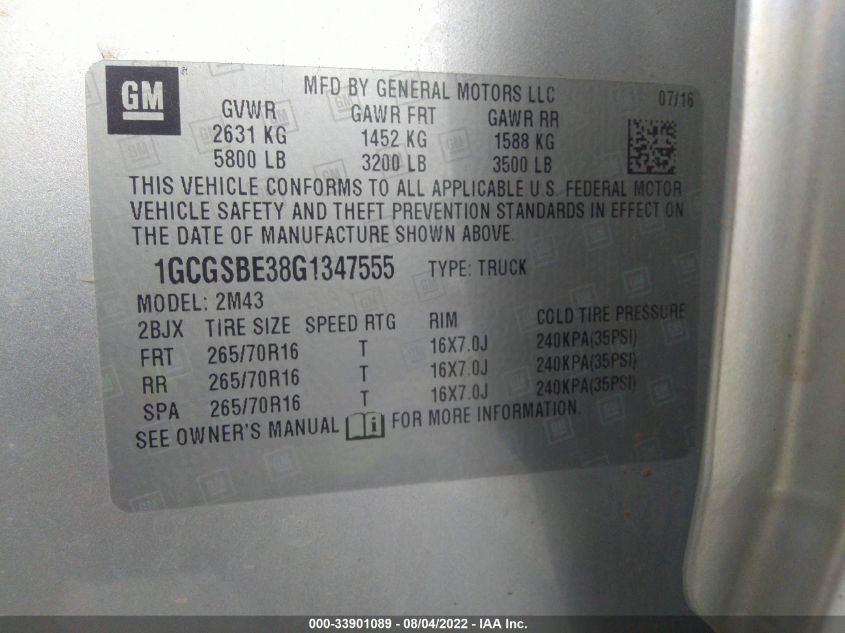 GM
MFD BY GENERAL MOTORS LLC
07/16
GVWR GAWR FRT GAWR RR
2631 KG 1452 KG 1588 KG
5800 LB 3200 LB 3500 LB
THIS VEHICLE CONFORMS TO ALL APPLICABLE U.S. FEDERAL MOTOR
VEHICLE SAFETY AND THEFT PREVENTION STANDARDS IN EFFECT ON
THE DATE OF MANUFACTURE SHOWN ABOVE.
1GCGSBE38G1347555 TYPE: TRUCK
MODEL: 2M43
2BJX TIRE SIZE SPEED RTG RIM COLD TIRE PRESSURE
FRT 265/70R16 T 16X7.0J 240KPA(35PSI)
RR 265/70R16 T 16X7.0J 240KPA(35PSI)
SPA 265/70R16 T 16X7.0J 240KPA(35PSI)
SEE OWNER'S MANUAL i FOR MORE INFORMATION.
000-33901089 - 08/04/2022 - IAA Inc.